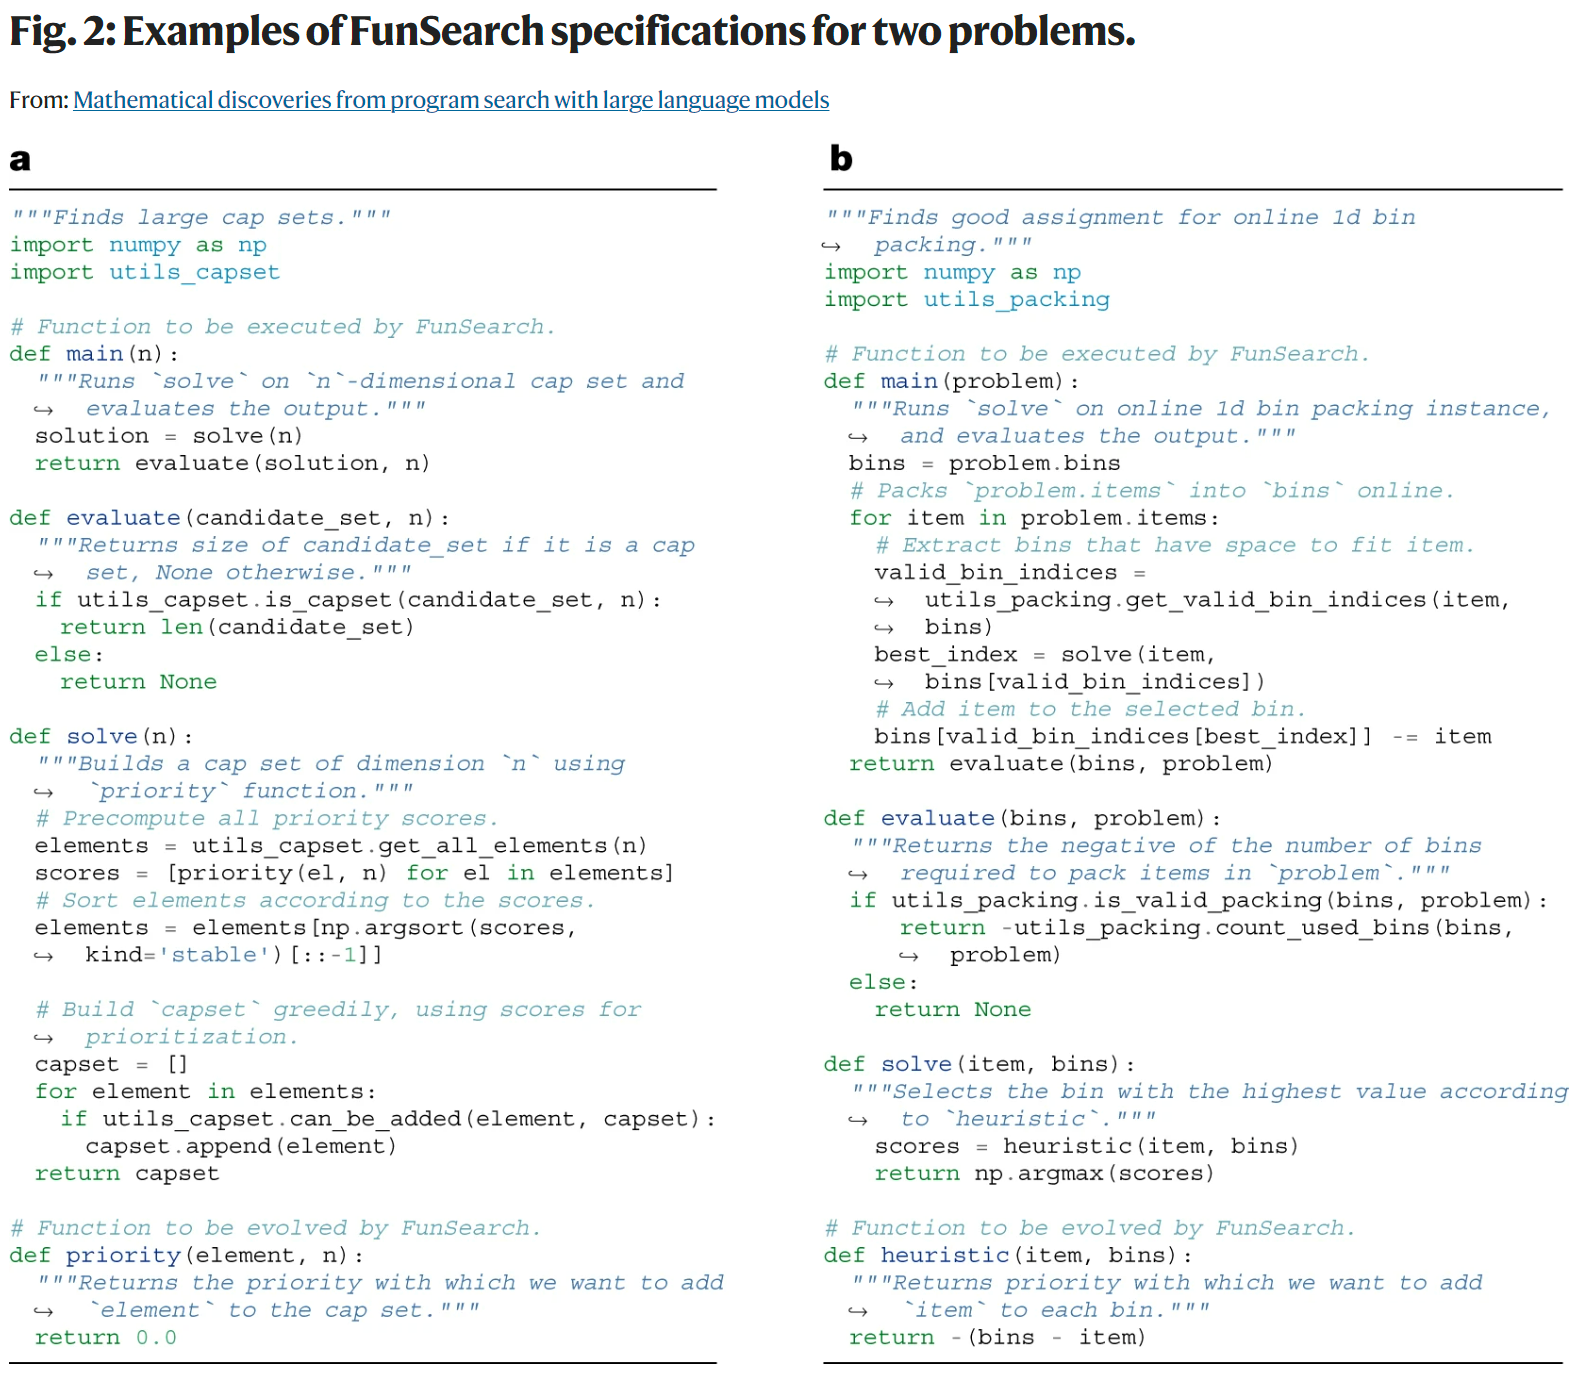 Fig. 2: Examples of FunSearch specifications for two problems.
From: Mathematical discoveries from program search with large language models
a
"""Finds large cap sets."""
import numpy as np
import utils_capset

# Function to be executed by FunSearch.
def main(n):
  """Runs `solve` on `n`-dimensional cap set and
  ↪  evaluates the output."""
  solution = solve(n)
  return evaluate(solution, n)

def evaluate(candidate_set, n):
  """Returns size of candidate_set if it is a cap
  ↪  set, None otherwise."""
  if utils_capset.is_capset(candidate_set, n):
    return len(candidate_set)
  else:
    return None

def solve(n):
  """Builds a cap set of dimension `n` using
  ↪  `priority` function."""
  # Precompute all priority scores.
  elements = utils_capset.get_all_elements(n)
  scores = [priority(el, n) for el in elements]
  # Sort elements according to the scores.
  elements = elements[np.argsort(scores,
  ↪  kind='stable')[::-1]]

  # Build `capset` greedily, using scores for
  ↪  prioritization.
  capset = []
  for element in elements:
    if utils_capset.can_be_added(element, capset):
      capset.append(element)
  return capset

# Function to be evolved by FunSearch.
def priority(element, n):
  """Returns the priority with which we want to add
  ↪  `element` to the cap set."""
  return 0.0
b
"""Finds good assignment for online 1d bin
↪  packing."""
import numpy as np
import utils_packing

# Function to be executed by FunSearch.
def main(problem):
  """Runs `solve` on online 1d bin packing instance,
  ↪  and evaluates the output."""
  bins = problem.bins
  # Packs `problem.items` into `bins` online.
  for item in problem.items:
    # Extract bins that have space to fit item.
    valid_bin_indices =
    ↪  utils_packing.get_valid_bin_indices(item,
    ↪  bins)
    best_index = solve(item,
    ↪  bins[valid_bin_indices])
    # Add item to the selected bin.
    bins[valid_bin_indices[best_index]] -= item
  return evaluate(bins, problem)

def evaluate(bins, problem):
  """Returns the negative of the number of bins
  ↪  required to pack items in `problem`."""
  if utils_packing.is_valid_packing(bins, problem):
      return -utils_packing.count_used_bins(bins,
      ↪  problem)
  else:
    return None

def solve(item, bins):
  """Selects the bin with the highest value according
  ↪  to `heuristic`."""
    scores = heuristic(item, bins)
    return np.argmax(scores)

# Function to be evolved by FunSearch.
def heuristic(item, bins):
  """Returns priority with which we want to add
  ↪  `item` to each bin."""
  return -(bins - item)